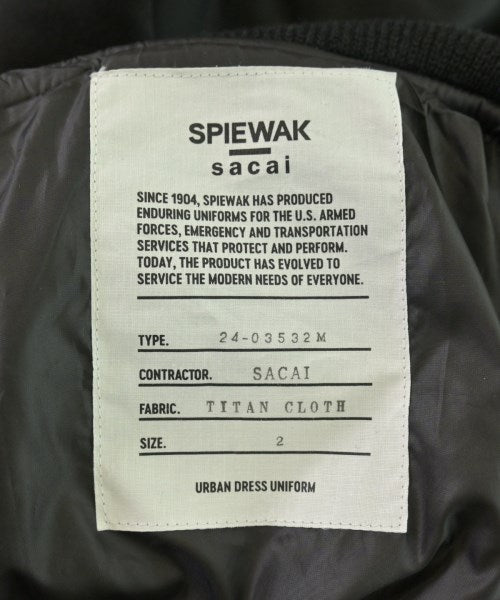 SPIEWAK
sacai
SINCE 1904, SPIEWAK HAS PRODUCED
ENDURING UNIFORMS FOR THE U.S. ARMED
FORCES, EMERGENCY AND TRANSPORTATION
SERVICES THAT PROTECT AND PERFORM.
TODAY, THE PRODUCT HAS EVOLVED TO
SERVICE THE MODERN NEEDS OF EVERYONE.
TYPE. 24-03532M
CONTRACTOR. SACAI
FABRIC. TITAN CLOTH
SIZE. 2
URBAN DRESS UNIFORM